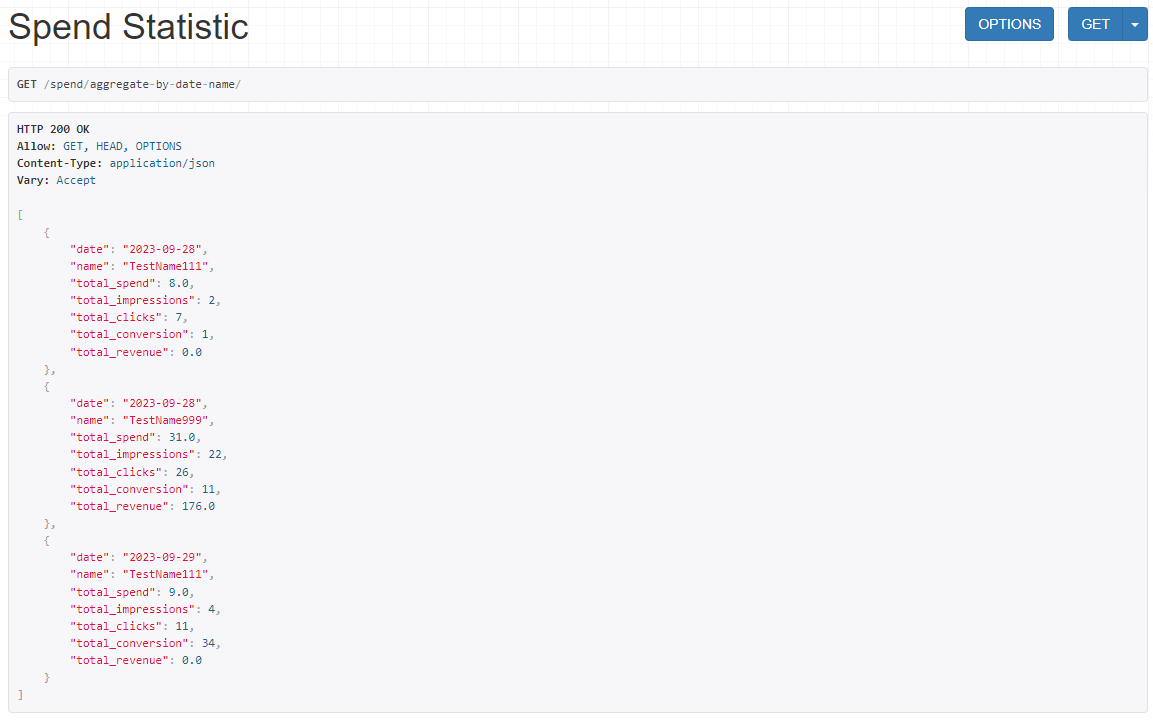 Spend Statistic
OPTIONS
GET
GET /spend/aggregate-by-date-name/
HTTP 200 OK
Allow: GET, HEAD, OPTIONS
Content-Type: application/json
Vary: Accept
[
    {
        "date": "2023-09-28",
        "name": "TestName111",
        "total_spend": 8.0,
        "total_impressions": 2,
        "total_clicks": 7,
        "total_conversion": 1,
        "total_revenue": 0.0
    },
    {
        "date": "2023-09-28",
        "name": "TestName999",
        "total_spend": 31.0,
        "total_impressions": 22,
        "total_clicks": 26,
        "total_conversion": 11,
        "total_revenue": 176.0
    },
    {
        "date": "2023-09-29",
        "name": "TestName111",
        "total_spend": 9.0,
        "total_impressions": 4,
        "total_clicks": 11,
        "total_conversion": 34,
        "total_revenue": 0.0
    }
]